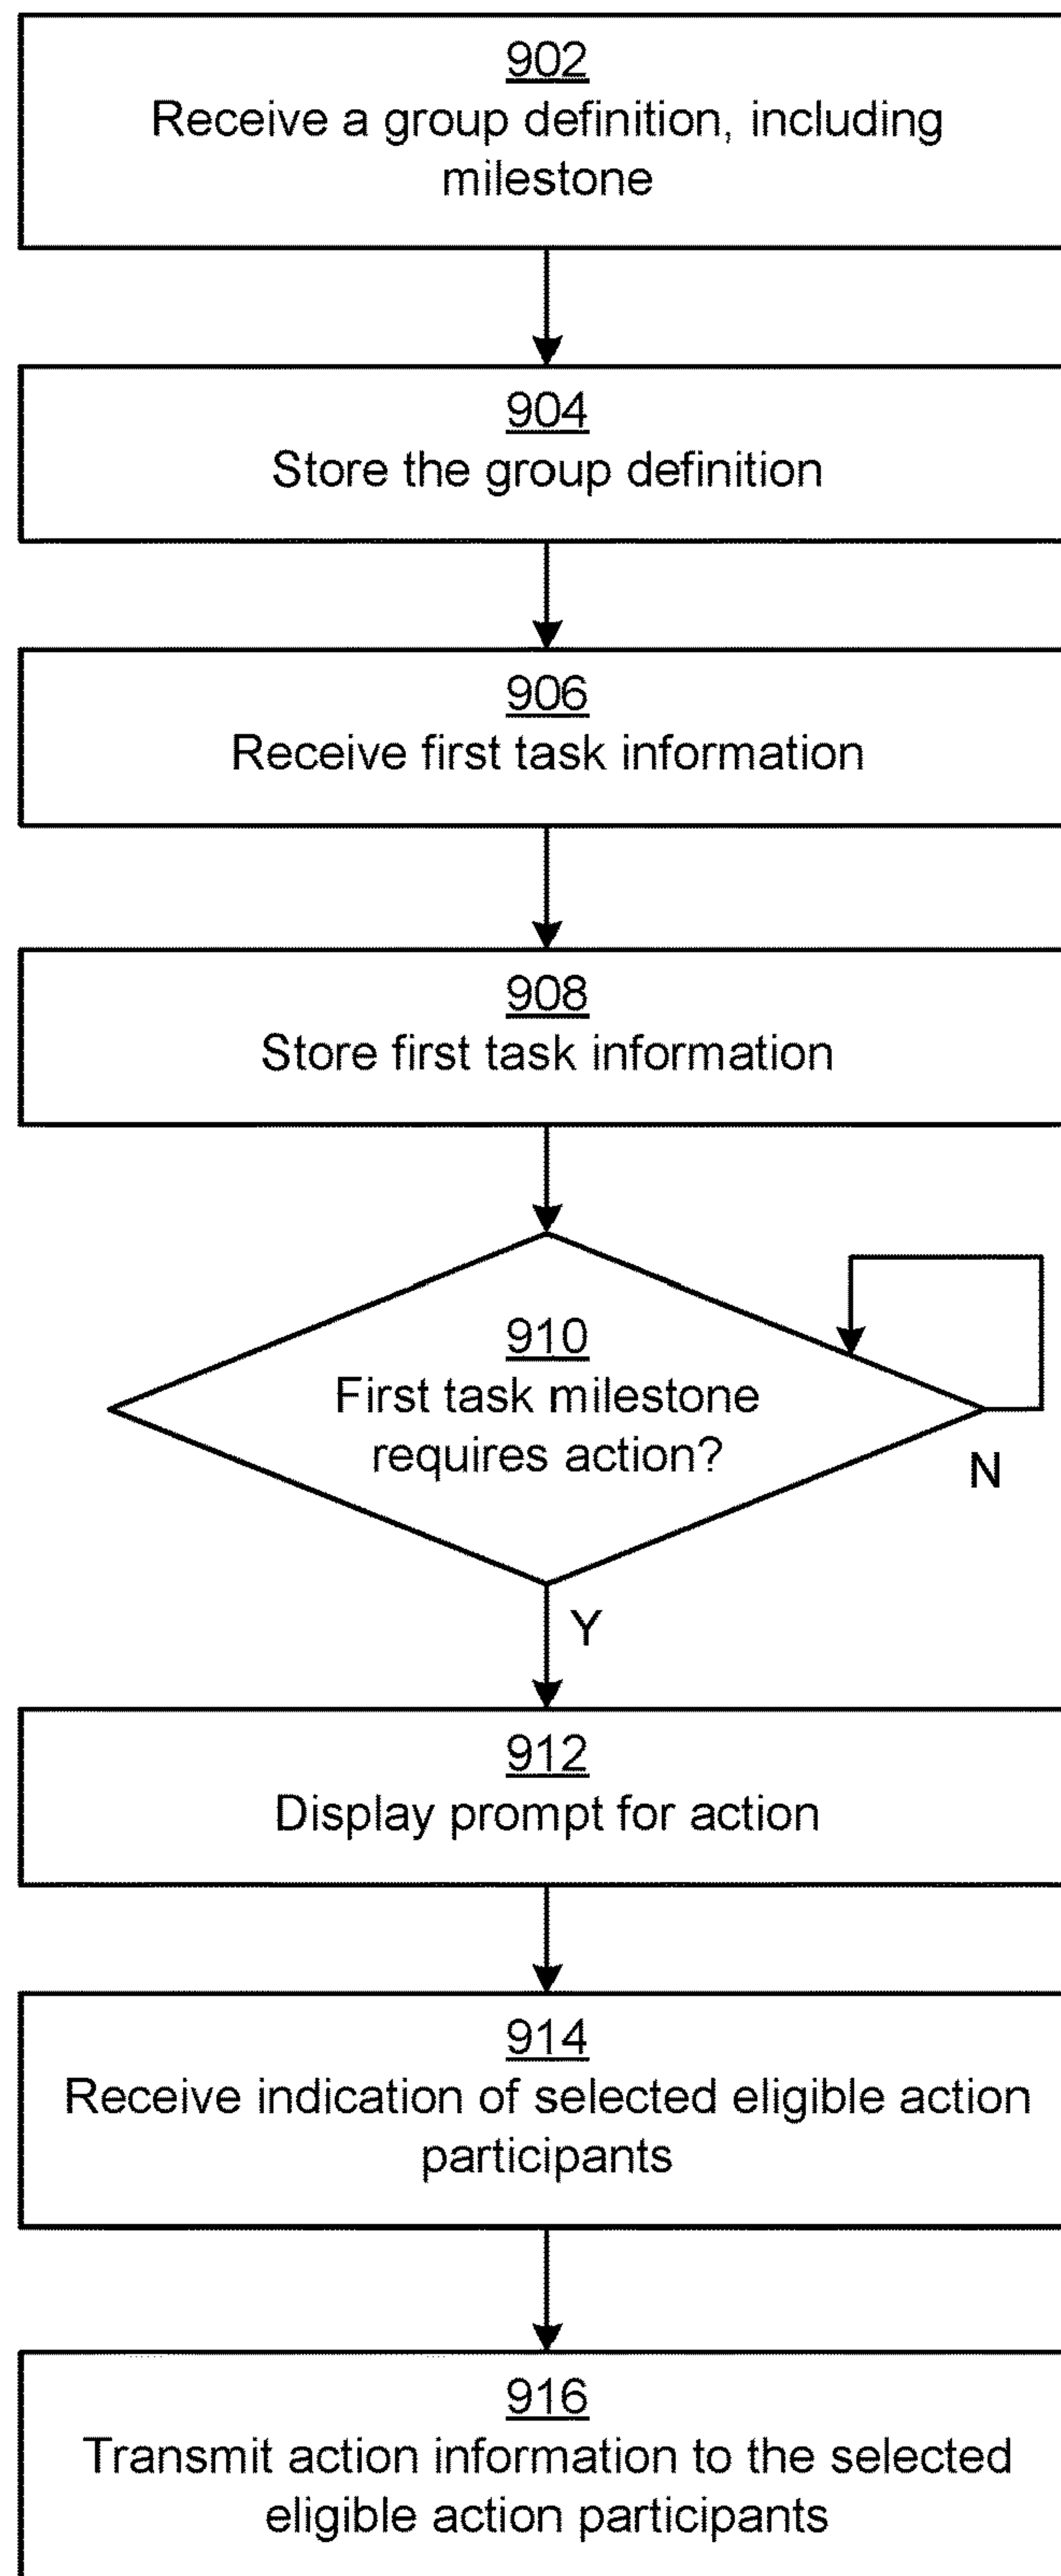 902
Receive a group definition, including
milestone
904
Store the group definition
906
Receive first task information
908
Store first task information
910
First task milestone
requires action?
N
Y
912
Display prompt for action
914
Receive indication of selected eligible action
participants
916
Transmit action information to the selected
eligible action participants